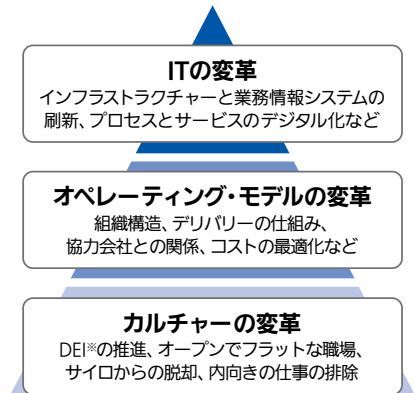 ITの変革
インフラストラクチャーと業務情報システムの
刷新、プロセスとサービスのデジタル化など
オペレーティング・モデルの変革
組織構造、デリバリーの仕組み、
協力会社との関係、コストの最適化など
カルチャーの変革
DEI※の推進、オープンでフラットな職場、
サイロからの脱却、内向きの仕事の排除